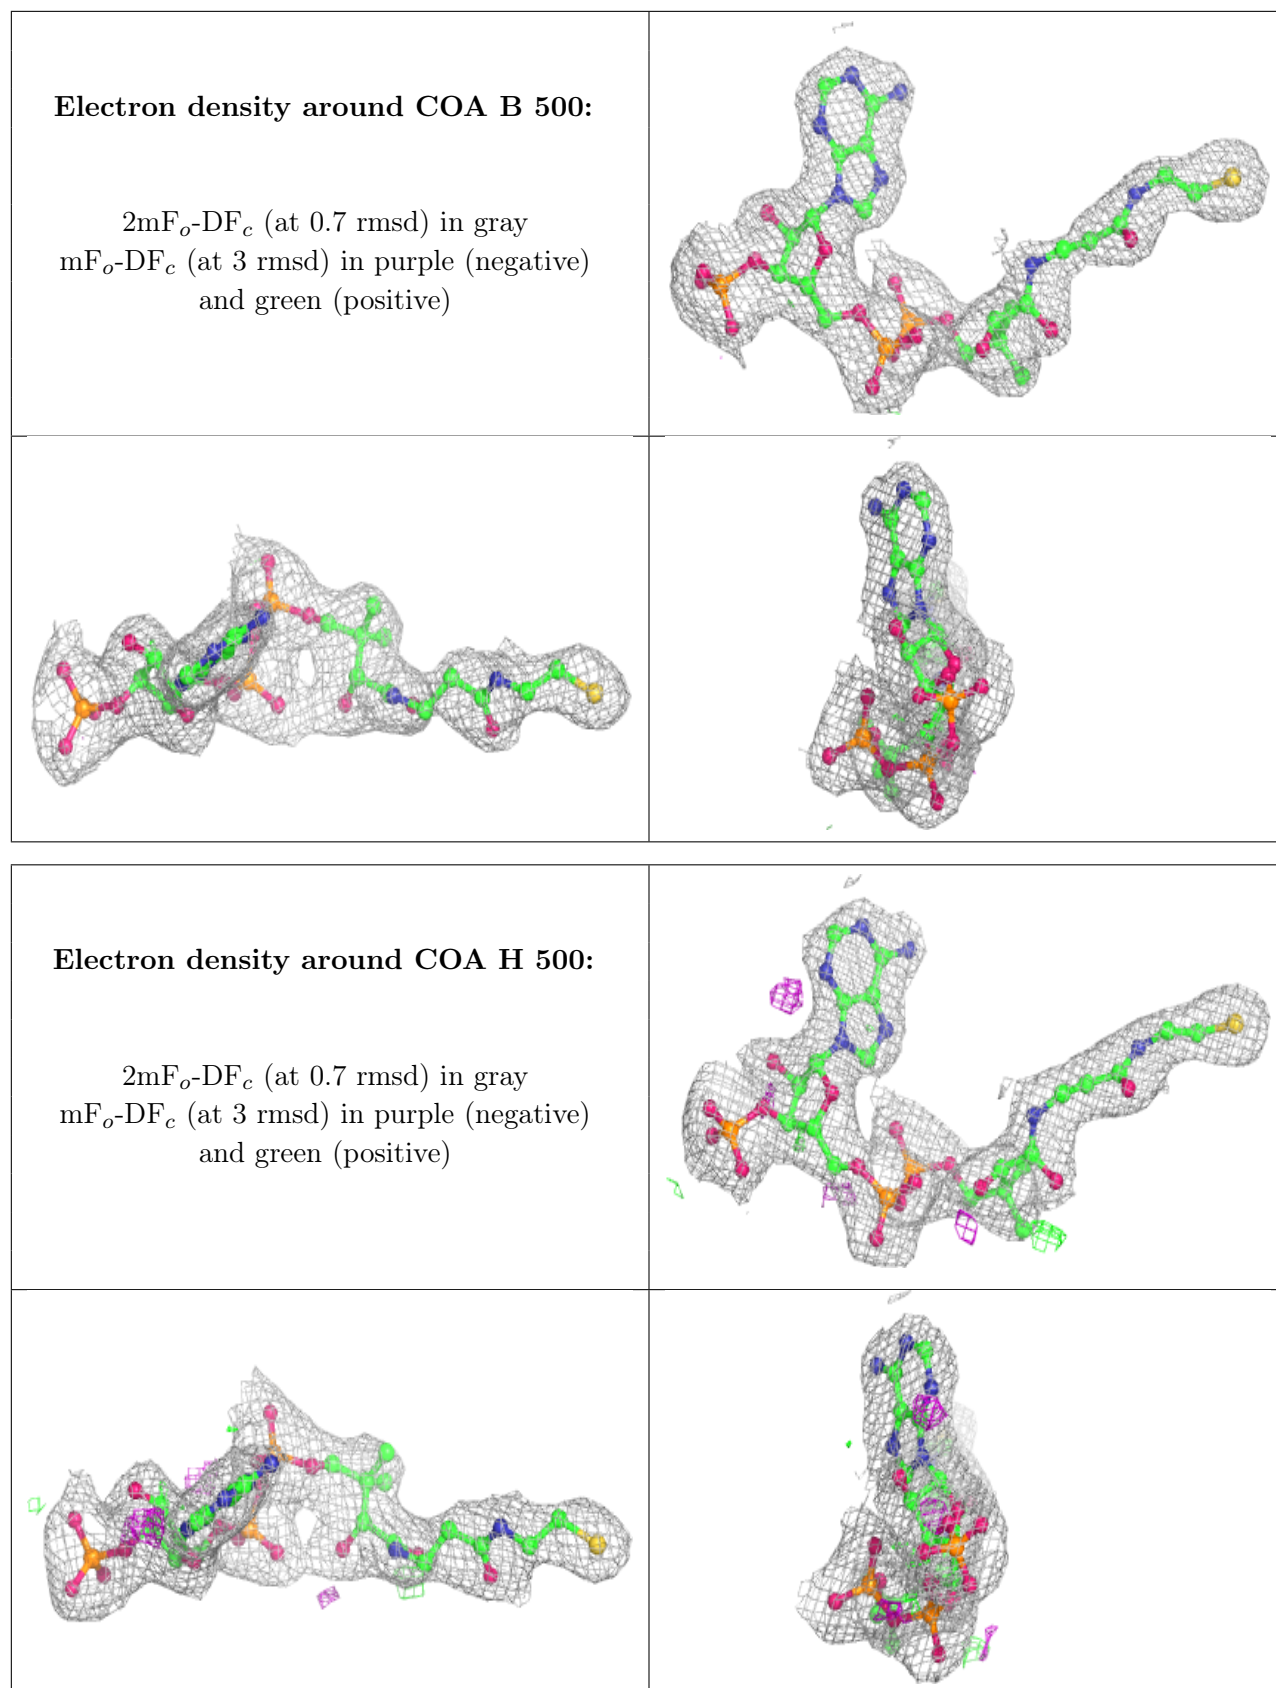 Electron density around COA B 500:
2mFo-DFc (at 0.7 rmsd) in gray
mFo-DFc (at 3 rmsd) in purple (negative)
and green (positive)
Electron density around COA H 500:
2mFo-DFc (at 0.7 rmsd) in gray
mFo-DFc (at 3 rmsd) in purple (negative)
and green (positive)